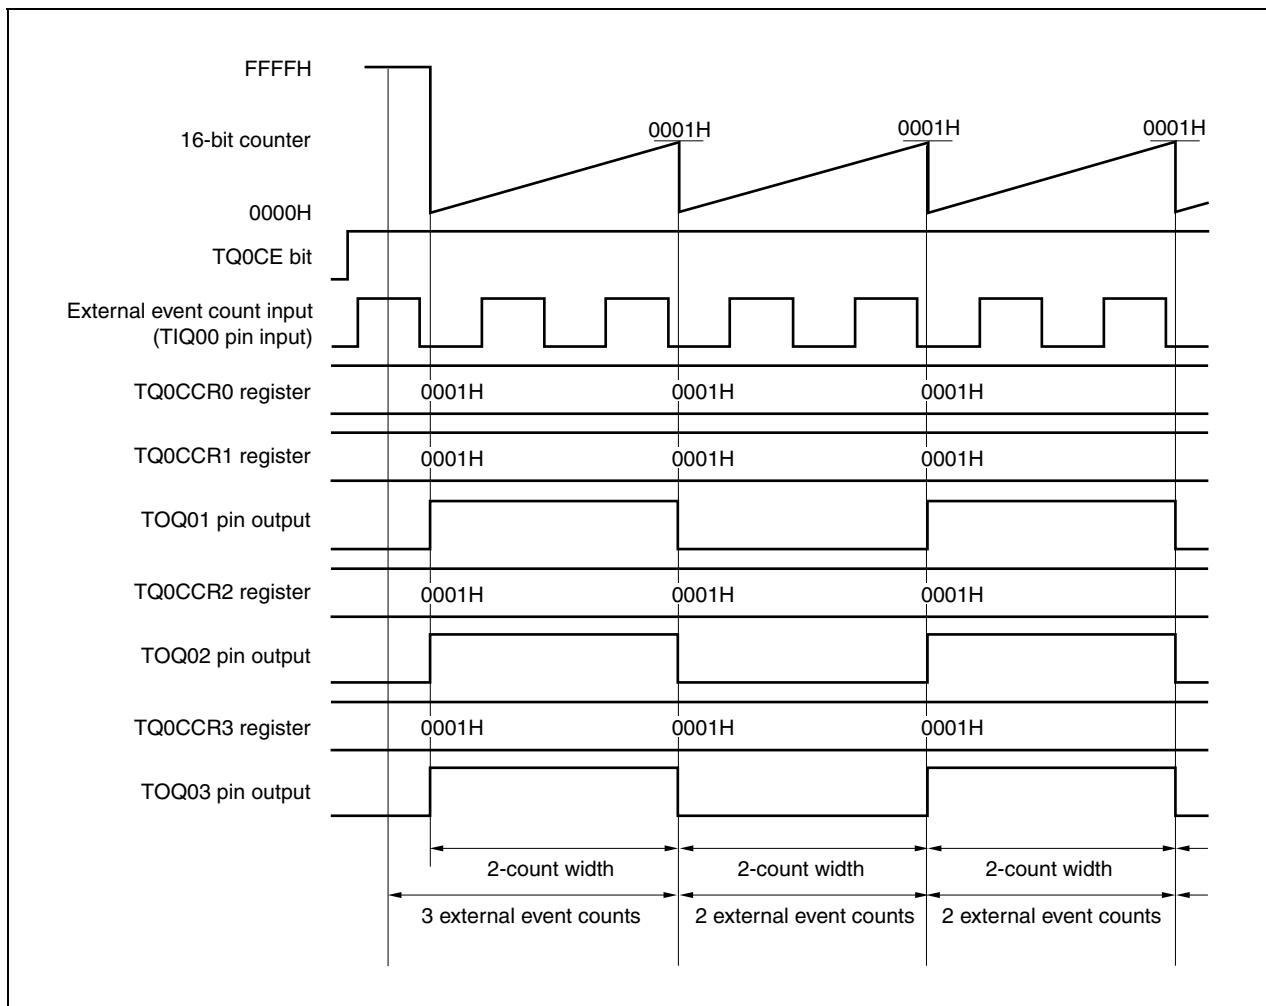 FFFFH
16-bit counter
0001H 0001H 0001H
0000H
TQ0CE bit
External event count input
(TIQ00 pin input)
TQ0CCR0 register 0001H 0001H 0001H
TQ0CCR1 register 0001H 0001H 0001H
TOQ01 pin output
TQ0CCR2 register 0001H 0001H 0001H
TOQ02 pin output
TQ0CCR3 register 0001H 0001H 0001H
TOQ03 pin output
2-count width 2-count width 2-count width
3 external event counts 2 external event counts 2 external event counts